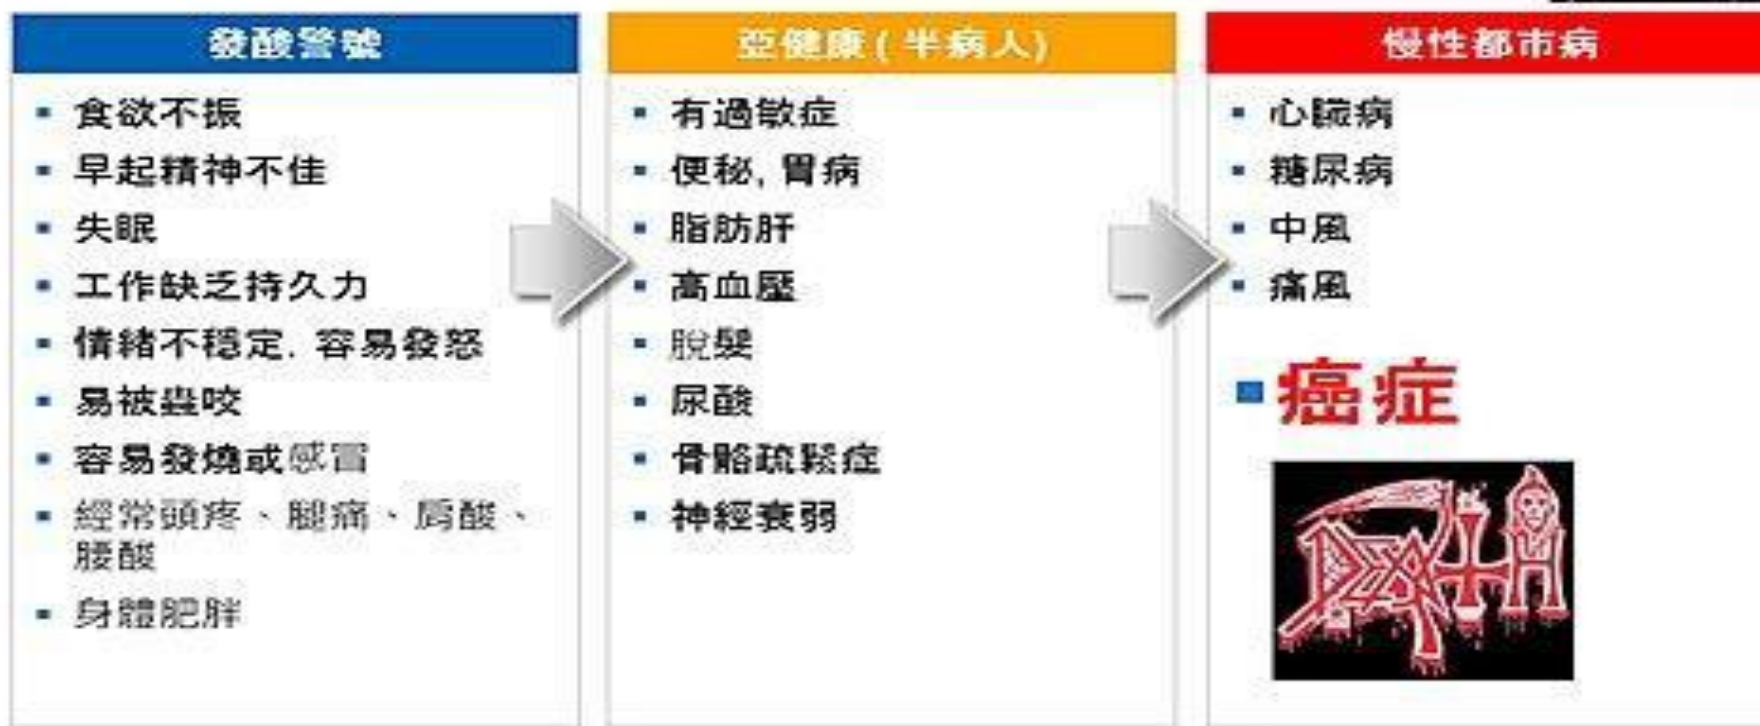 發酸警號
食欲不振
早起精神不佳
失眠
工作缺乏持久力
情緒不穩定, 容易發怒
易被蟲咬
容易發燒或感冒
經常頭疼、腿痛、肩酸、
腰酸
身體肥胖
亞健康(半病人)
有過敏症
便秘, 胃病
脂肪肝
高血壓
脫髮
尿酸
骨骼疏鬆症
神經衰弱
慢性都市病
心臟病
糖尿病
中風
痛風
癌症
DEATH